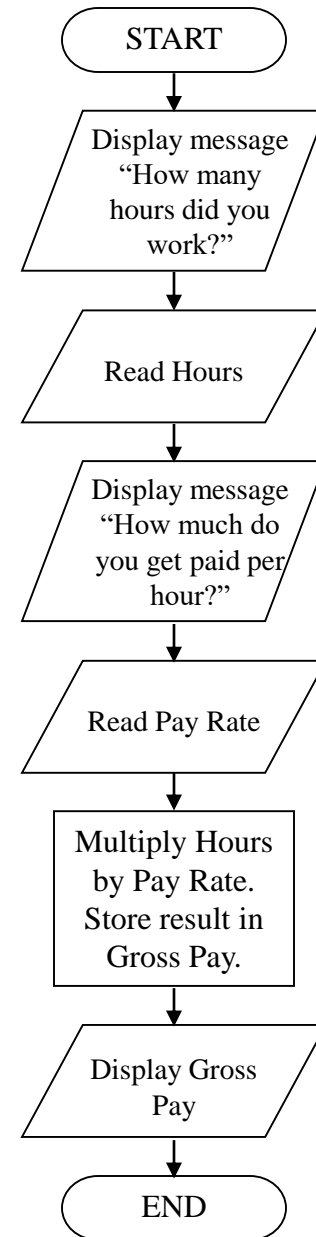 START
Display message
“How many
hours did you
work?”
Read Hours
Display message
“How much do
you get paid per
hour?”
Read Pay Rate
Multiply Hours
by Pay Rate.
Store result in
Gross Pay.
Display Gross
Pay
END